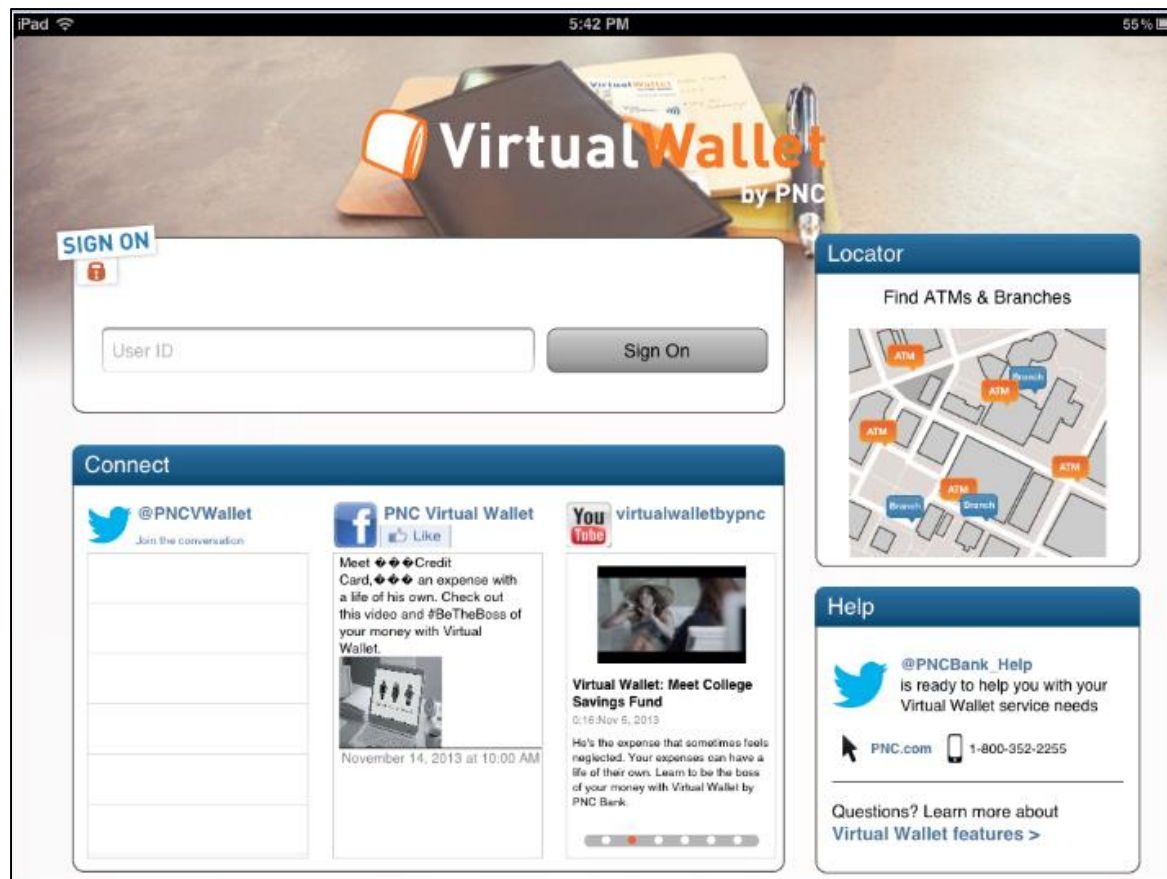 iPad
5:42 PM
55%
VirtualWallet
by PNC
SIGN ON
User ID
Sign On
Locator
Find ATMs & Branches
ATM
Branch
ATM
ATM
ATM
ATM
Branch
Branch
Connect
@PNCVWallet
Join the conversation
PNC Virtual Wallet
Like
Meet ���Credit
Card,��� an expense with
a life of his own. Check out
this video and #BeTheBoss of
your money with Virtual
Wallet.
November 14, 2013 at 10:00 AM
You
Tube
virtualwalletbypnc
Virtual Wallet: Meet College
Savings Fund
0:16:Nov 5, 2013
He's the expense that sometimes feels
neglected. Your expenses can have a
life of their own. Learn to be the boss
of your money with Virtual Wallet by
PNC Bank.
Help
@PNCBank_Help
is ready to help you with your
Virtual Wallet service needs
PNC.com
1-800-352-2255
Questions? Learn more about
Virtual Wallet features >